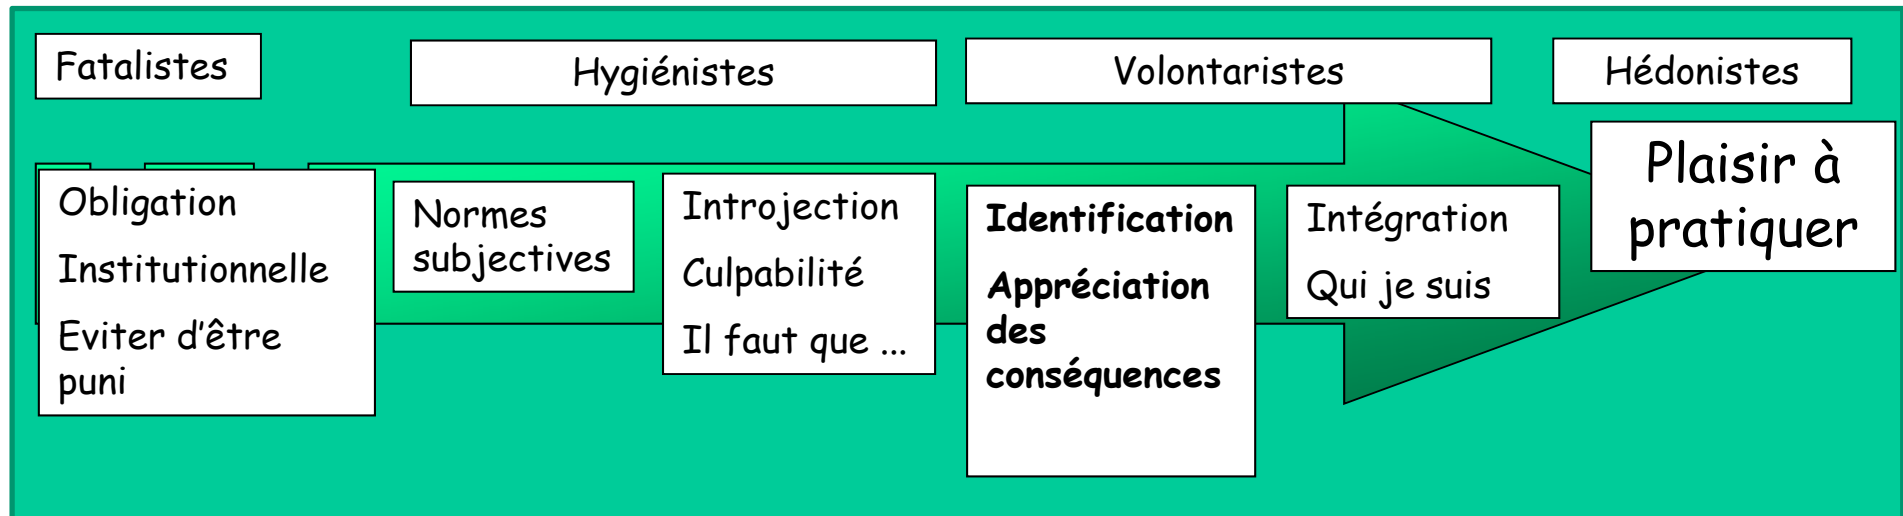 Fatalistes
Hygiénistes
Volontaristes
Hédonistes
Obligation
Institutionnelle
Eviter d'être
puni
Normes
subjectives
Introjection
Culpabilité
Il faut que ...
Identification
Appréciation
des
conséquences
Intégration
Qui je suis
Plaisir à
pratiquer